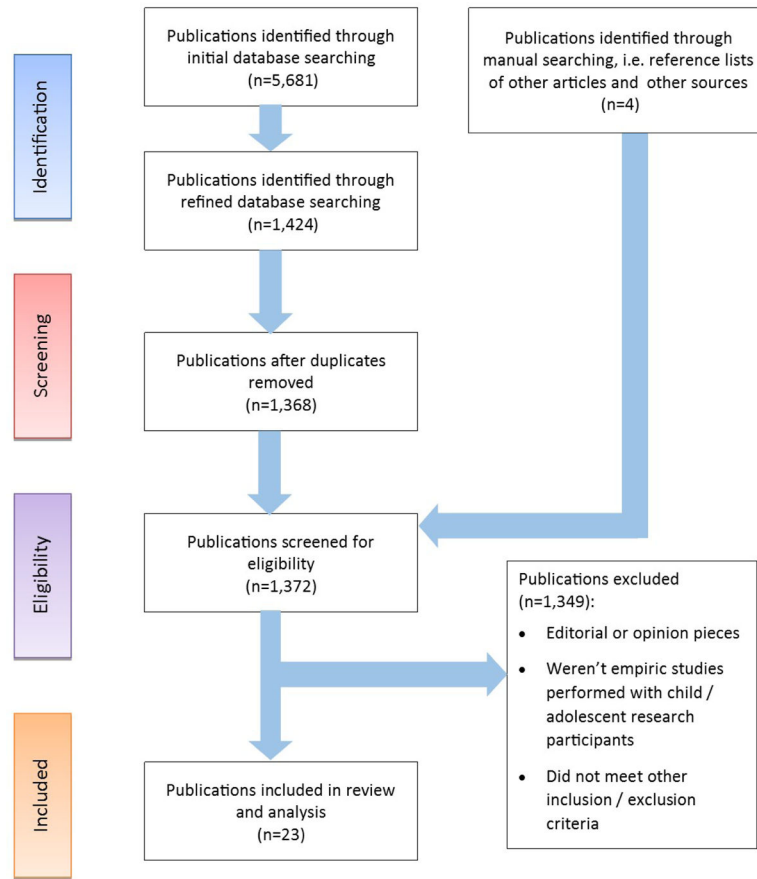 Identification
Publications identified through
initial database searching
(n=5,681)
Publications identified through
manual searching, i.e. reference lists
of other articles and other sources
(n=4)
Publications identified through
refined database searching
(n=1,424)
Screening
Publications after duplicates
removed
(n=1,368)
Eligibility
Publications screened for
eligibility
(n=1,372)
Publications excluded
(n=1,349):
• Editorial or opinion pieces
• Weren't empiric studies
performed with child /
adolescent research
participants
• Did not meet other
inclusion / exclusion
criteria
Included
Publications included in review
and analysis
(n=23)